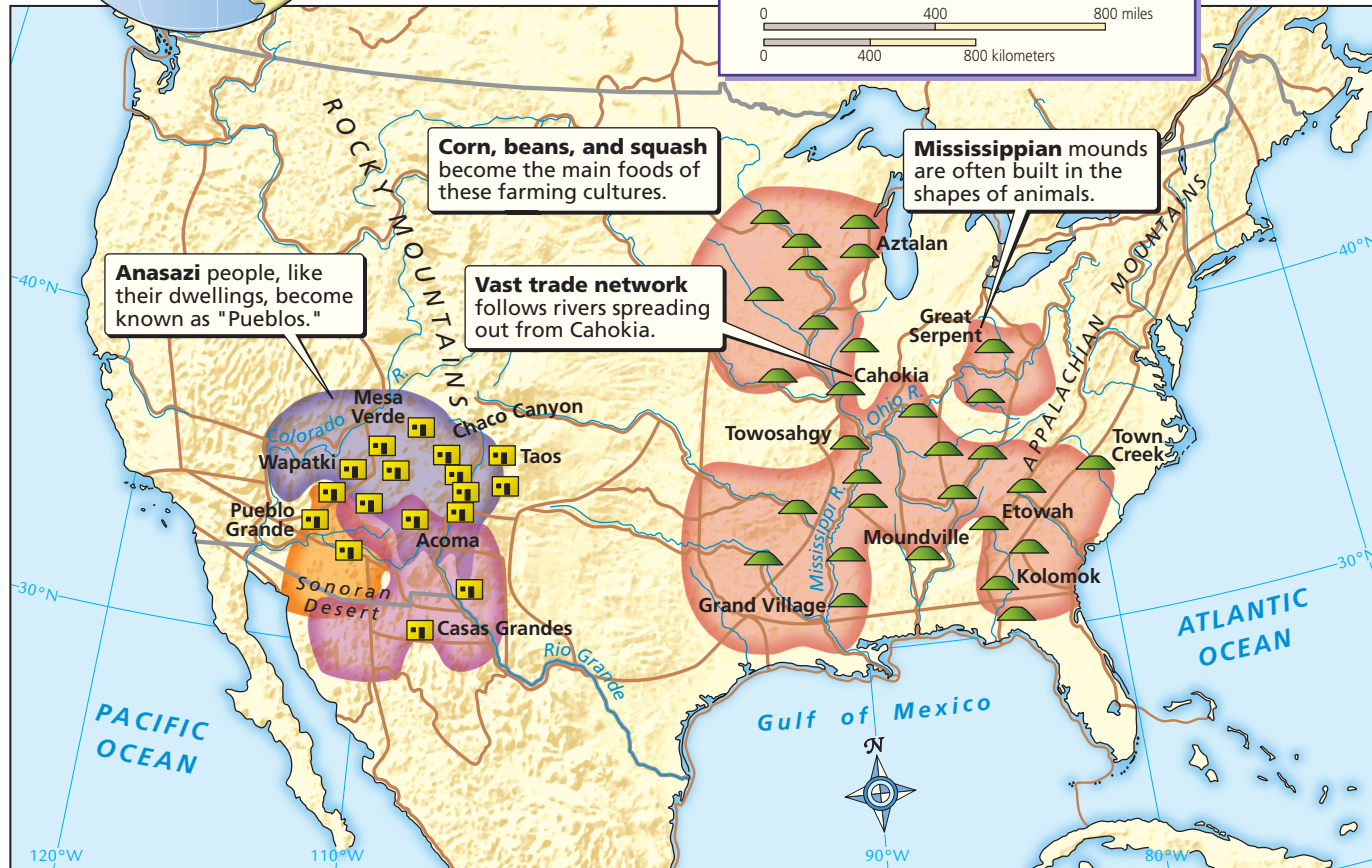 0 400 800 miles
0 400 800 kilometers
ROCKY MOUNTAINS
Corn, beans, and squash
become the main foods of
these farming cultures.
Mississippian mounds
are often built in the
shapes of animals.
Anasazi people, like
their dwellings, become
known as "Pueblos."
Vast trade network
follows rivers spreading
out from Cahokia.
Aztalan
Great
Serpent
APPALACHIAN MOUNTAINS
40°N
40°N
Cahokia
Ohio R.
Towosahgy
Town
Creek
Mesa
Verde
Chaco Canyon
Colorado R.
Wapatki
Taos
Pueblo
Grande
Acoma
Mississippi R.
Etowah
Moundville
Kolomok
Grand Village
30°N
30°N
Sonoran
Desert
Casas Grandes
Rio Grande
ATLANTIC
OCEAN
PACIFIC
OCEAN
Gulf of Mexico
N
120°W
110°W
90°W
80°W